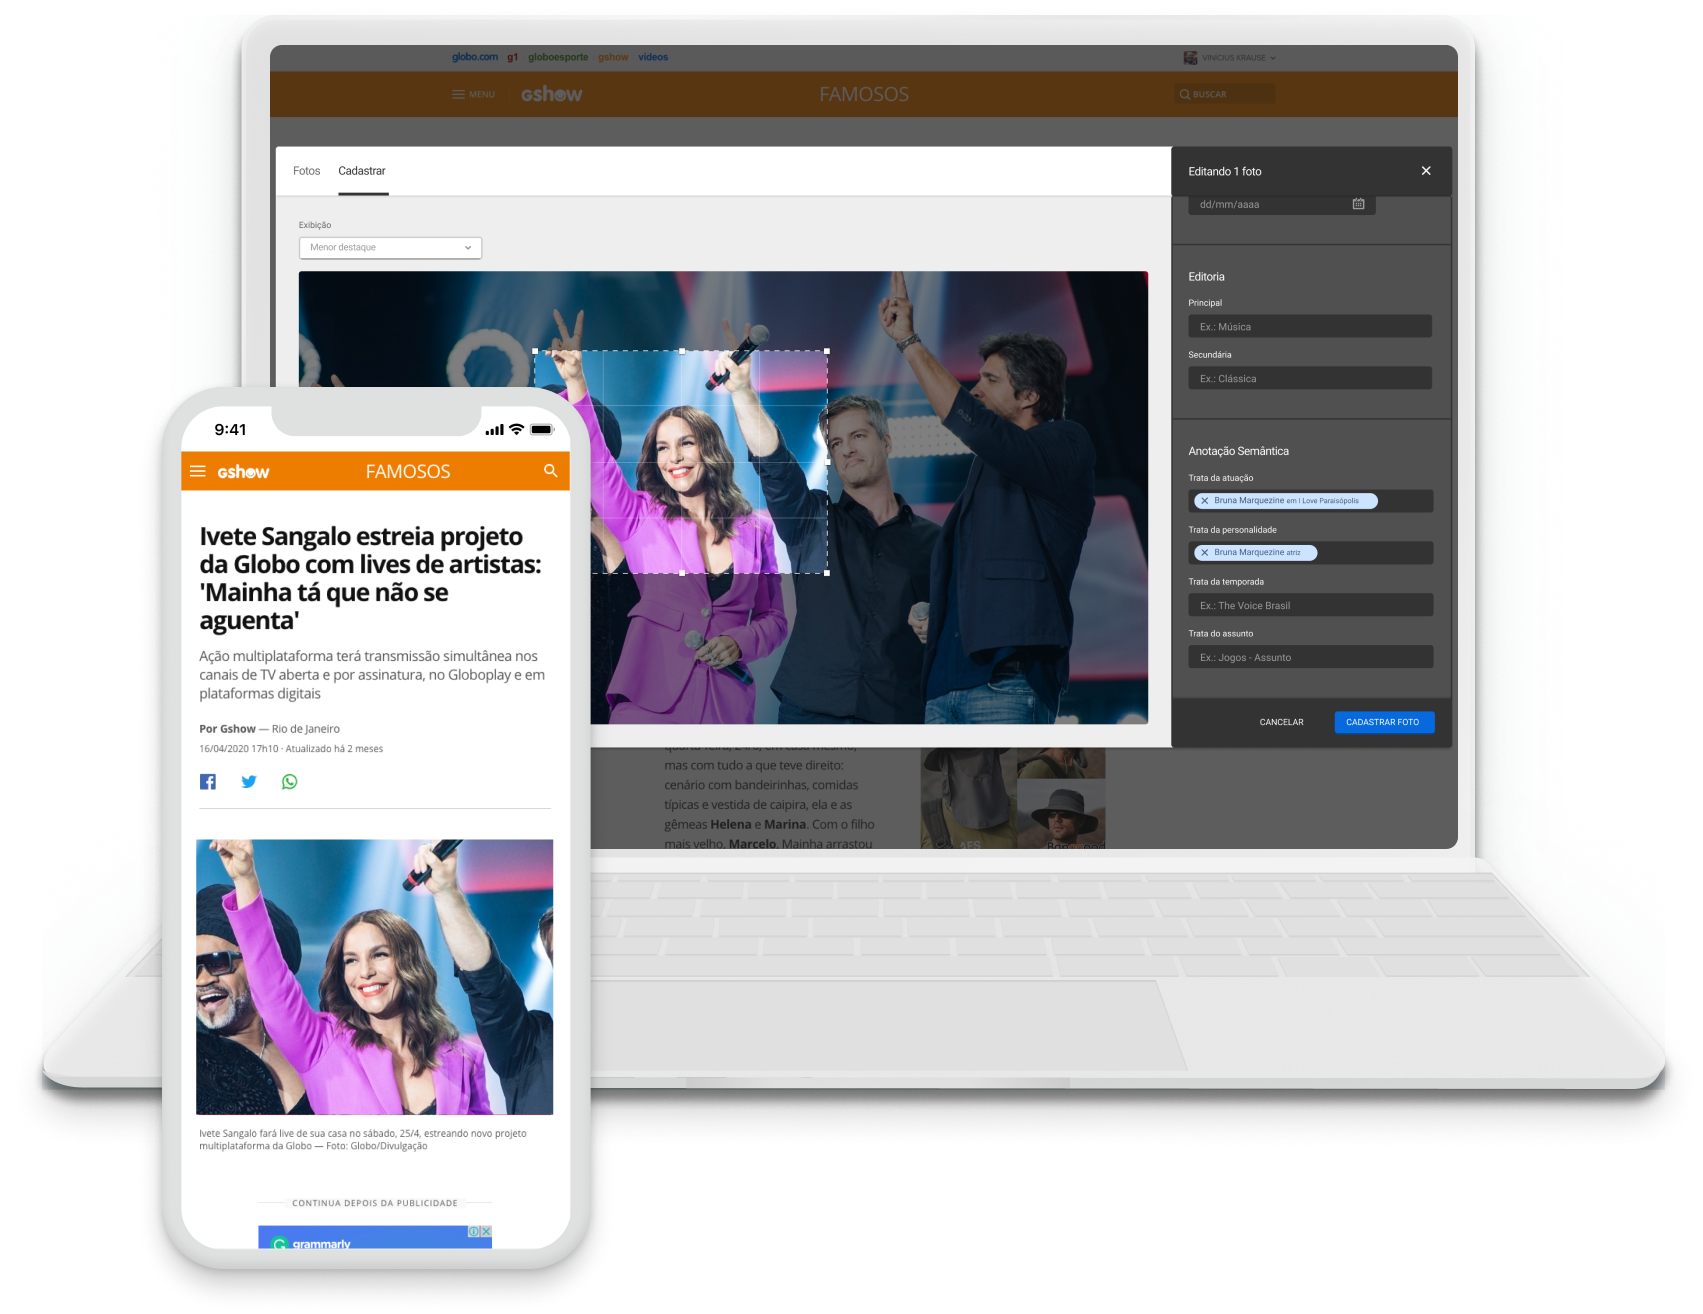 globo.com g1 globoesporte gshow vídeos
VINÍCIUS KRAUSE
MENU gshow FAMOSOS BUSCAR
Fotos Cadastrar
Exibição
Menor destaque
Editando 1 foto
dd/mm/aaaa
Editoria
Principal
Ex.: Música
Secundária
Ex.: Clássica
Anotação Semântica
Trata da atuação
Bruna Marquezine em I Love Paraisópolis
Trata da personalidade
Bruna Marquezine atriz
Trata da temporada
Ex.: The Voice Brasil
Trata do assunto
Ex.: Jogos - Assunto
CANCELAR CADASTRAR FOTO
mas com tudo a que teve direito:
cenário com bandeirinhas, comidas
típicas e vestida de caipira, ela e as
gêmeas Helena e Marina. Com o filho
mais velho, Marcelo, Mainha arrastou
9:41
gshow FAMOSOS
Ivete Sangalo estreia projeto
da Globo com lives de artistas:
'Mainha tá que não se
aguenta'
Ação multiplataforma terá transmissão simultânea nos
canais de TV aberta e por assinatura, no Globoplay e em
plataformas digitais
Por Gshow — Rio de Janeiro
16/04/2020 17h10 · Atualizado há 2 meses
Ivete Sangalo fará live de sua casa no sábado, 25/4, estreando novo projeto
multiplataforma da Globo — Foto: Globo/Divulgação
CONTINUA DEPOIS DA PUBLICIDADE
grammarly